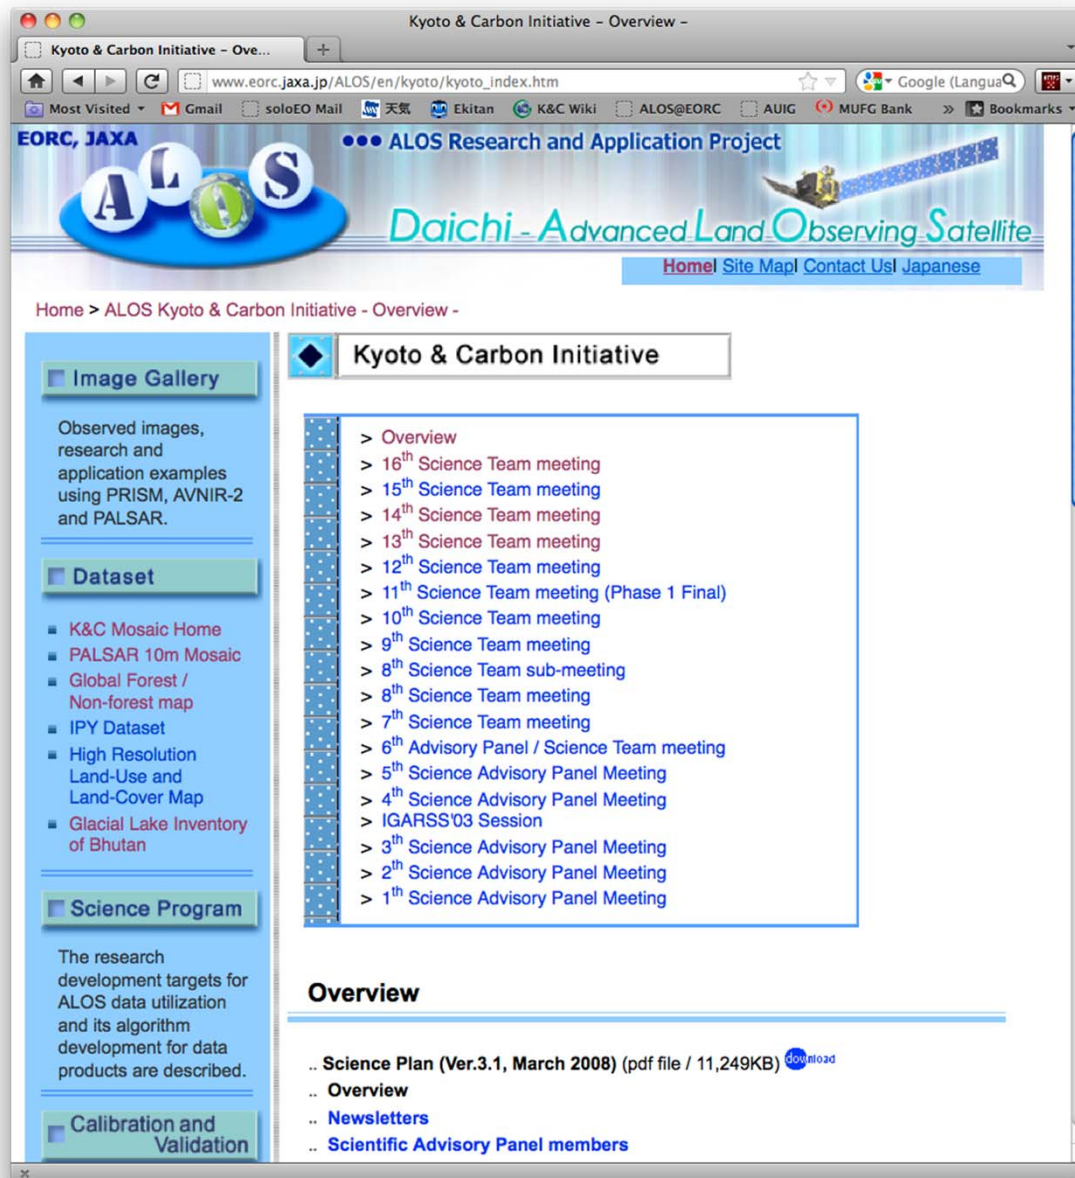 Kyoto & Carbon Initiative – Overview –
Kyoto & Carbon Initiative – Ove...
www.eorc.jaxa.jp/ALOS/en/kyoto/kyoto_index.htm
Google (Langua
Most Visited
Gmail
soloEO Mail
天気
Ekitan
K&C Wiki
ALOS@EORC
AUIG
MUFG Bank
»
Bookmarks
EORC, JAXA
ALOS
••• ALOS Research and Application Project
Daichi - Advanced Land Observing Satellite
Home| Site Map| Contact Us| Japanese
Home > ALOS Kyoto & Carbon Initiative - Overview -
Image Gallery
Observed images,
research and
application examples
using PRISM, AVNIR-2
and PALSAR.
Dataset
K&C Mosaic Home
PALSAR 10m Mosaic
Global Forest /
Non-forest map
IPY Dataset
High Resolution
Land-Use and
Land-Cover Map
Glacial Lake Inventory
of Bhutan
Science Program
The research
development targets for
ALOS data utilization
and its algorithm
development for data
products are described.
Calibration and
Validation
Kyoto & Carbon Initiative
> Overview
> 16th Science Team meeting
> 15th Science Team meeting
> 14th Science Team meeting
> 13th Science Team meeting
> 12th Science Team meeting
> 11th Science Team meeting (Phase 1 Final)
> 10th Science Team meeting
> 9th Science Team meeting
> 8th Science Team sub-meeting
> 8th Science Team meeting
> 7th Science Team meeting
> 6th Advisory Panel / Science Team meeting
> 5th Science Advisory Panel Meeting
> 4th Science Advisory Panel Meeting
> IGARSS'03 Session
> 3th Science Advisory Panel Meeting
> 2th Science Advisory Panel Meeting
> 1th Science Advisory Panel Meeting
Overview
.. Science Plan (Ver.3.1, March 2008) (pdf file / 11,249KB) download
.. Overview
.. Newsletters
.. Scientific Advisory Panel members